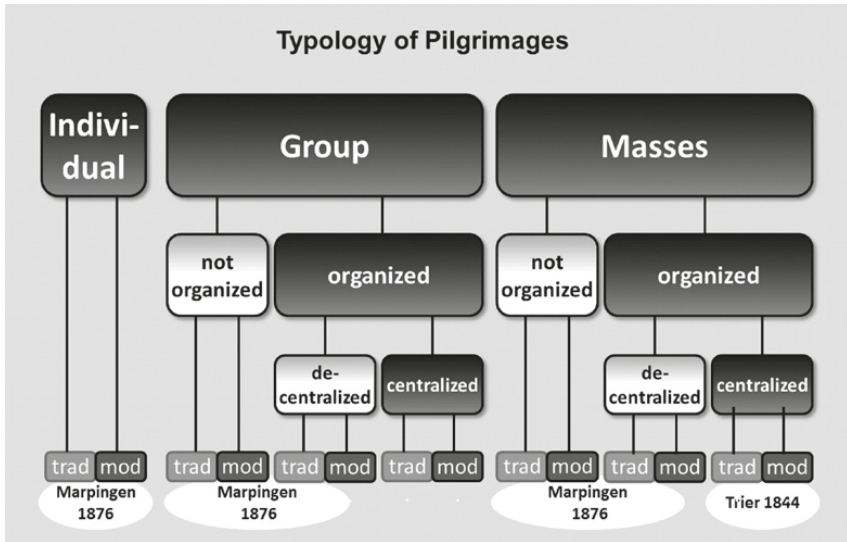 Typology of Pilgrimages
Indivi-
dual
Group
Masses
not
organized
organized
not
organized
organized
de-
centralized
centralized
de-
centralized
centralized
trad mod trad mod trad mod trad mod trad mod trad mod trad mod
Marpingen
1876
Marpingen
1876
Marpingen
1876
Trier 1844